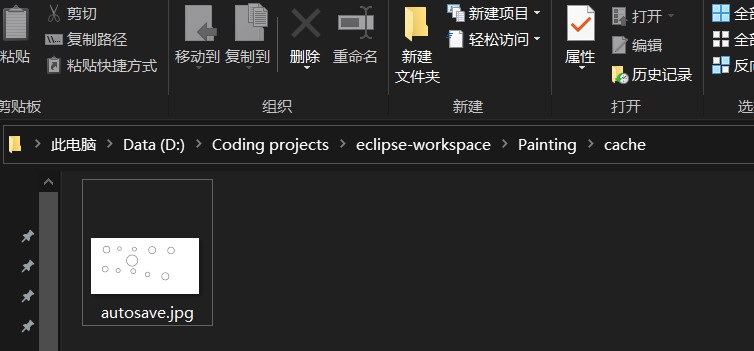 粘贴
剪切
复制路径
粘贴快捷方式
剪贴板
移动到
复制到
删除
重命名
组织
新建
文件夹
新建项目
轻松访问
新建
属性
打开
编辑
历史记录
打开
全部
全
反向
选
此电脑 > Data (D:) > Coding projects > eclipse-workspace > Painting > cache
autosave.jpg